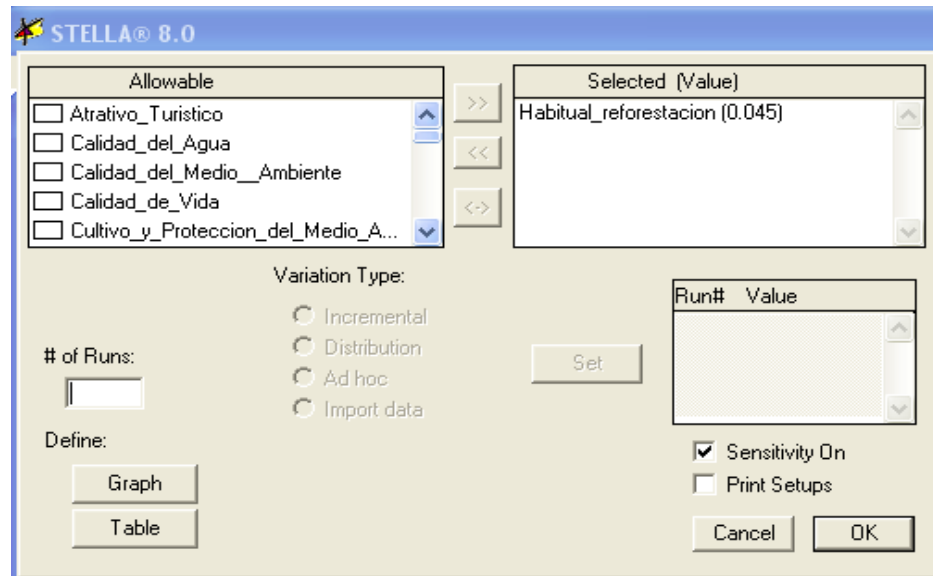 STELLA® 8.0
Allowable
Atrativo_Turistico
Calidad_del_Agua
Calidad_del_Medio__Ambiente
Calidad_de_Vida
Cultivo_y_Proteccion_del_Medio_A...
>>
<<
<->
Selected (Value)
Habitual_reforestacion (0.045)
Variation Type:
Incremental
Distribution
Ad hoc
Import data
# of Runs:
Set
Run# Value
Define:
Graph
Table
Sensitivity On
Print Setups
Cancel
OK